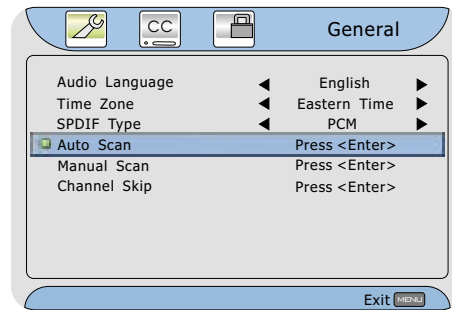 CC General
Audio Language English
Time Zone Eastern Time
SPDIF Type PCM
Auto Scan Press <Enter>
Manual Scan Press <Enter>
Channel Skip Press <Enter>
Exit MENU